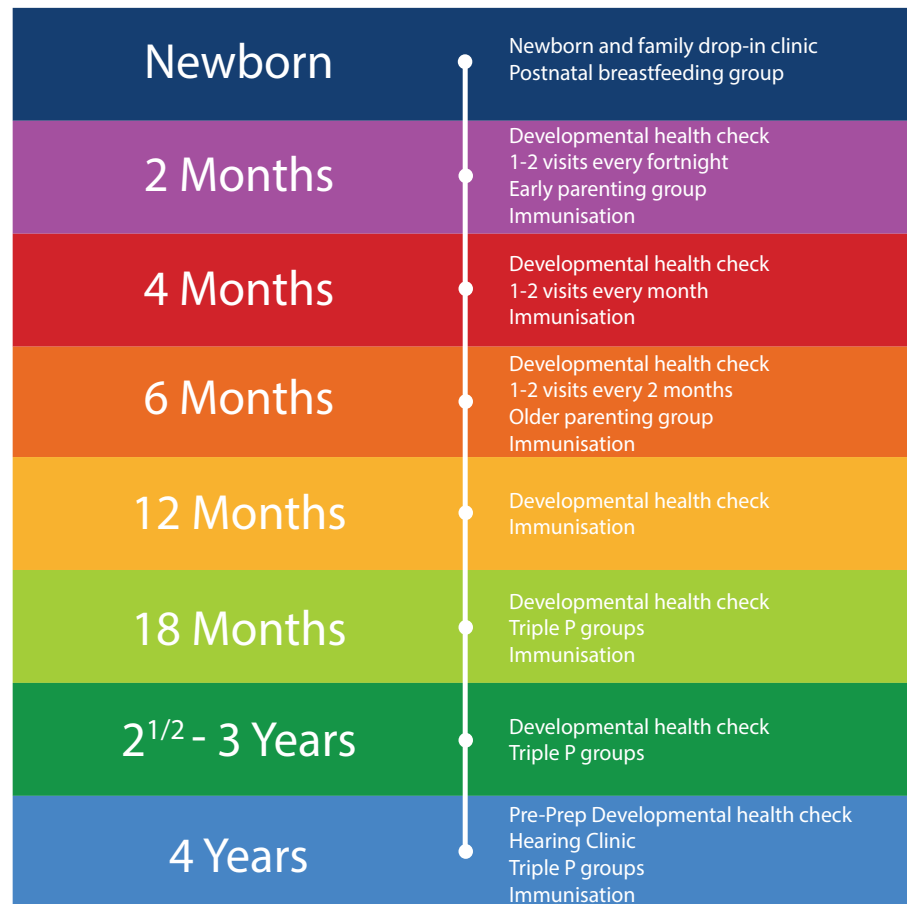 Newborn
Newborn and family drop-in clinic
Postnatal breastfeeding group
2 Months
Developmental health check
1-2 visits every fortnight
Early parenting group
Immunisation
4 Months
Developmental health check
1-2 visits every month
Immunisation
6 Months
Developmental health check
1-2 visits every 2 months
Older parenting group
Immunisation
12 Months
Developmental health check
Immunisation
18 Months
Developmental health check
Triple P groups
Immunisation
2 1/2 - 3 Years
Developmental health check
Triple P groups
4 Years
Pre-Prep Developmental health check
Hearing Clinic
Triple P groups
Immunisation